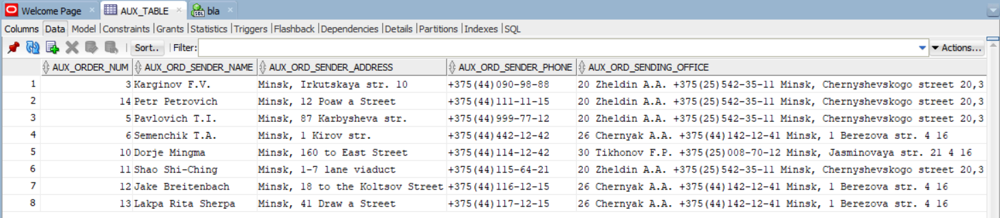 Welcome Page AUX_TABLE SQL bla
Columns Data Model Constraints Grants Statistics Triggers Flashback Dependencies Details Partitions Indexes SQL
Sort.. Filter: Actions...
AUX_ORDER_NUM AUX_ORD_SENDER_NAME AUX_ORD_SENDER_ADDRESS AUX_ORD_SENDER_PHONE AUX_ORD_SENDING_OFFICE
1 3 Karginov F.V. Minsk, Irkutskaya str. 10 +375(44)090-98-88 20 Zheldin A.A. +375(25)542-35-11 Minsk, Chernyshevskogo street 20,3
2 14 Petr Petrovich Minsk, 12 Poaw a Street +375(44)111-11-15 20 Zheldin A.A. +375(25)542-35-11 Minsk, Chernyshevskogo street 20,3
3 5 Pavlovich T.I. Minsk, 87 Karbysheva str. +375(44)999-77-12 20 Zheldin A.A. +375(25)542-35-11 Minsk, Chernyshevskogo street 20,3
4 6 Semenchik T.A. Minsk, 1 Kirov str. +375(44)442-12-42 26 Chernyak A.A. +375(44)142-12-41 Minsk, 1 Berezova str. 4 16
5 10 Dorje Mingma Minsk, 160 to East Street +375(44)114-12-42 30 Tikhonov F.P. +375(25)008-70-12 Minsk, Jasminovaya str. 21 4 16
6 11 Shao Shi-Ching Minsk, 1-7 lane viaduct +375(44)115-64-21 20 Zheldin A.A. +375(25)542-35-11 Minsk, Chernyshevskogo street 20,3
7 12 Jake Breitenbach Minsk, 18 to the Koltsov Street +375(44)116-12-15 26 Chernyak A.A. +375(44)142-12-41 Minsk, 1 Berezova str. 4 16
8 13 Lakpa Rita Sherpa Minsk, 41 Draw a Street +375(44)117-12-15 26 Chernyak A.A. +375(44)142-12-41 Minsk, 1 Berezova str. 4 16